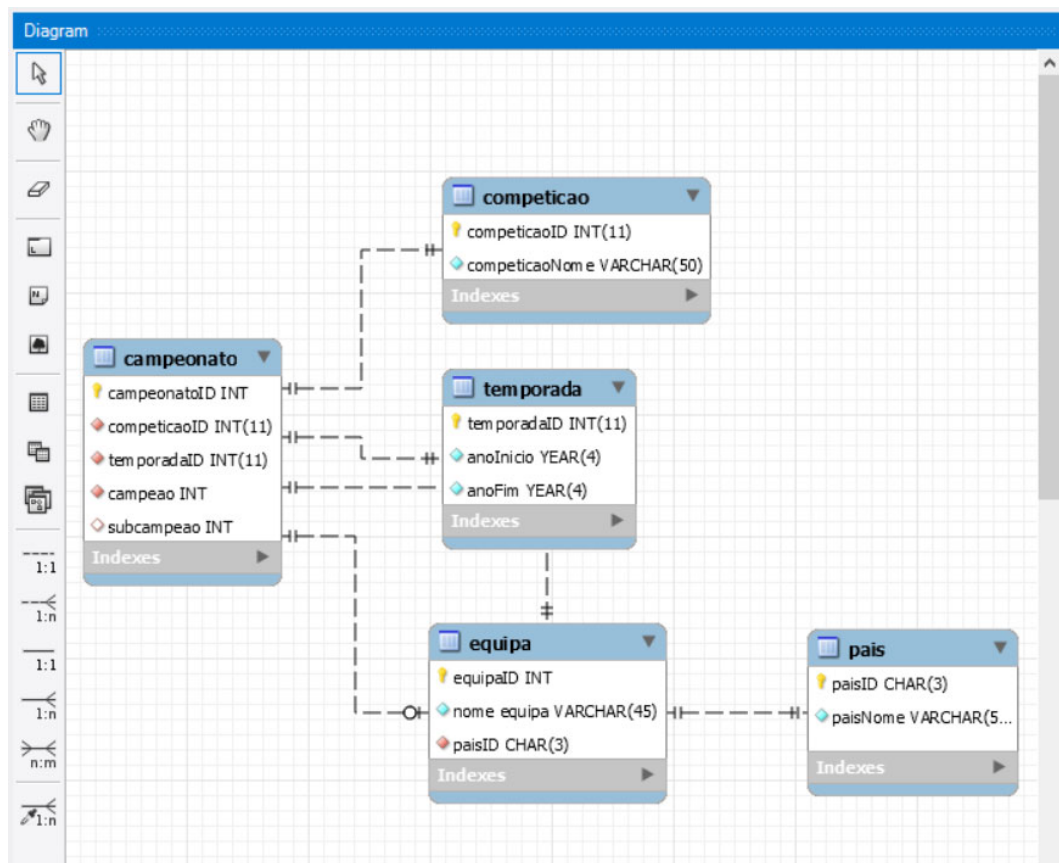 Diagram
competicao
competicaoID INT(11)
competicaoNome VARCHAR(50)
Indexes
campeonato
campeonatoID INT
competicaoID INT(11)
temporadaID INT(11)
campeao INT
subcampeao INT
Indexes
temporada
temporadaID INT(11)
anoInicio YEAR(4)
anoFim YEAR(4)
Indexes
equipa
equipaID INT
nome equipa VARCHAR(45)
paisID CHAR(3)
Indexes
pais
paisID CHAR(3)
paisNome VARCHAR(5...
Indexes
1:1
1:n
1:1
1:n
n:m
1:n